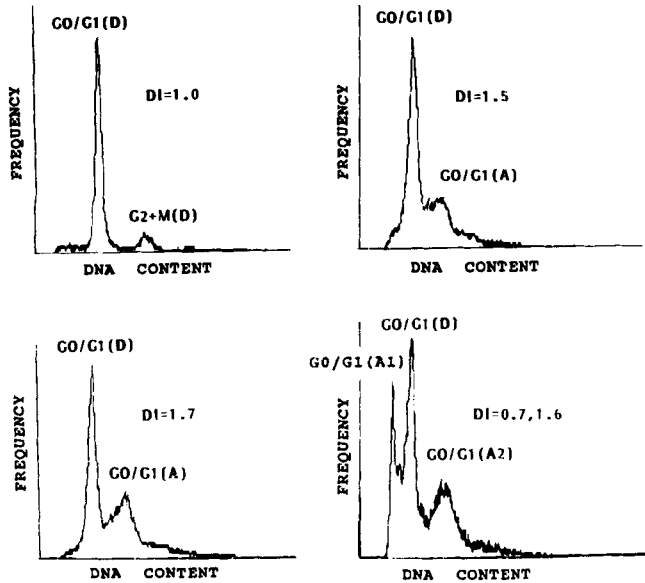 G0/G1(D)
DI=1.0
G2+M(D)
FREQUENCY
DNA CONTENT
G0/G1(D)
DI=1.5
G0/G1(A)
FREQUENCY
DNA CONTENT
G0/G1(D)
DI=1.7
G0/G1(A)
FREQUENCY
DNA CONTENT
G0/G1(D)
G0/G1(A1)
DI=0.7,1.6
G0/G1(A2)
FREQUENCY
DNA CONTENT